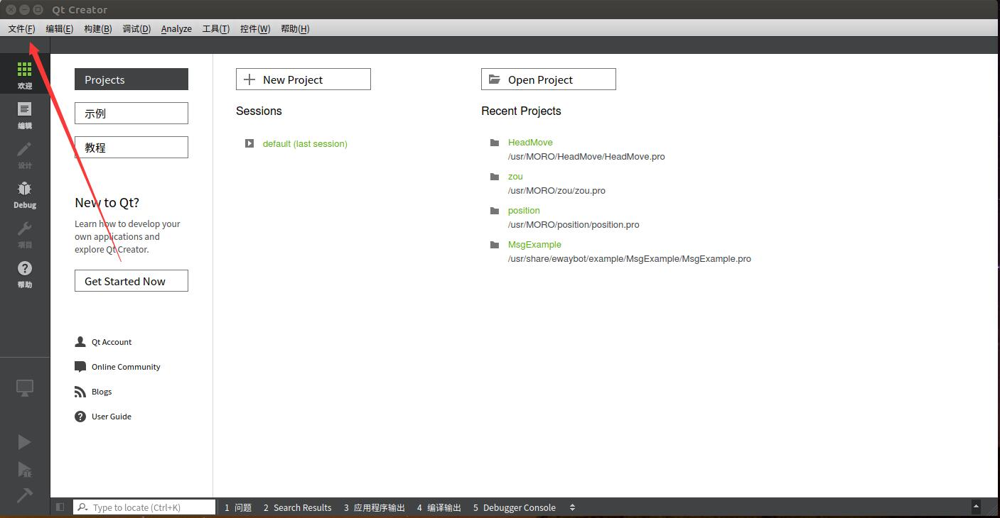 Qt Creator
文件(F) 编辑(E) 构建(B) 调试(D) Analyze 工具(T) 控件(W) 帮助(H)
欢迎
编辑
设计
Debug
项目
帮助
Projects
示例
教程
New to Qt?
Learn how to develop your
own applications and
explore Qt Creator.
Get Started Now
Qt Account
Online Community
Blogs
User Guide
New Project
Sessions
default (last session)
Open Project
Recent Projects
HeadMove
/usr/MORO/HeadMove/HeadMove.pro
zou
/usr/MORO/zou/zou.pro
position
/usr/MORO/position/position.pro
MsgExample
/usr/share/ewaybot/example/MsgExample/MsgExample.pro
Type to locate (Ctrl+K) 1 问题 2 Search Results 3 应用程序输出 4 编译输出 5 Debugger Console